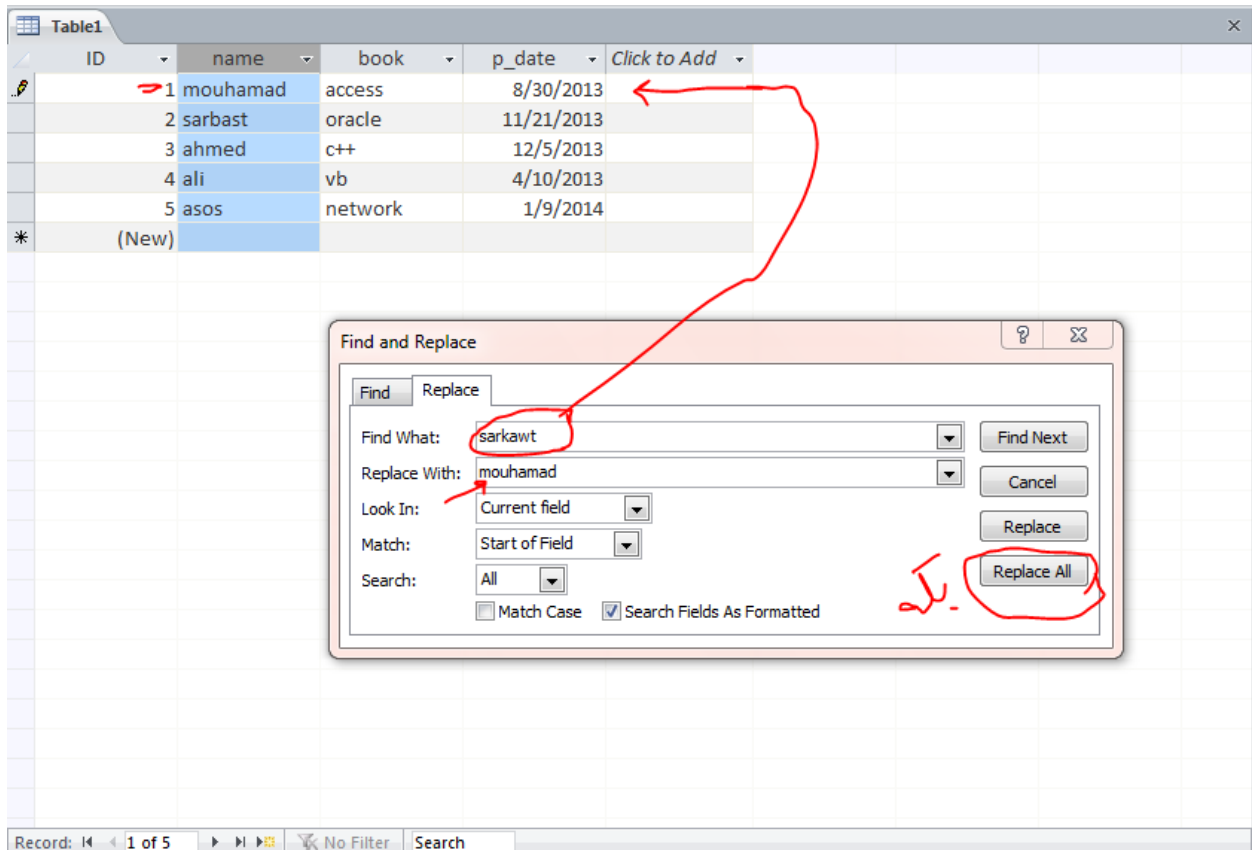 Table1
ID name book p_date Click to Add
1 mouhamad access 8/30/2013
2 sarbast oracle 11/21/2013
3 ahmed c++ 12/5/2013
4 ali vb 4/10/2013
5 asos network 1/9/2014
(New)
Find and Replace
Find Replace
Find What: sarkawt Find Next
Replace With: mouhamad Cancel
Look In: Current field Replace
Match: Start of Field
Replace All
Search: All
Match Case Search Fields As Formatted
Record: 1 of 5 No Filter Search